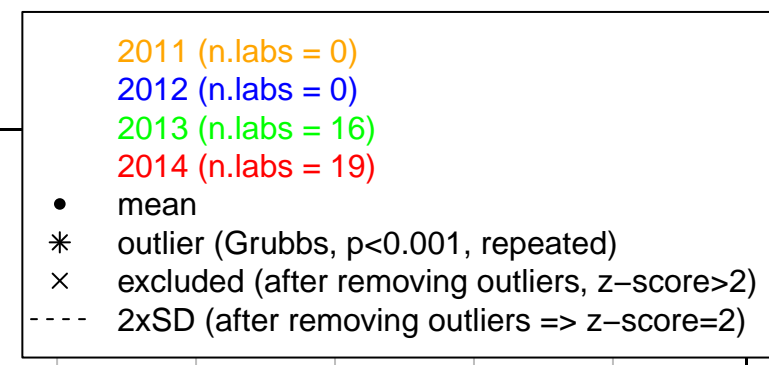 2011 (n.labs = 0)
2012 (n.labs = 0)
2013 (n.labs = 16)
2014 (n.labs = 19)
mean
outlier (Grubbs, p<0.001, repeated)
excluded (after removing outliers, z−score>2)
2xSD (after removing outliers => z−score=2)